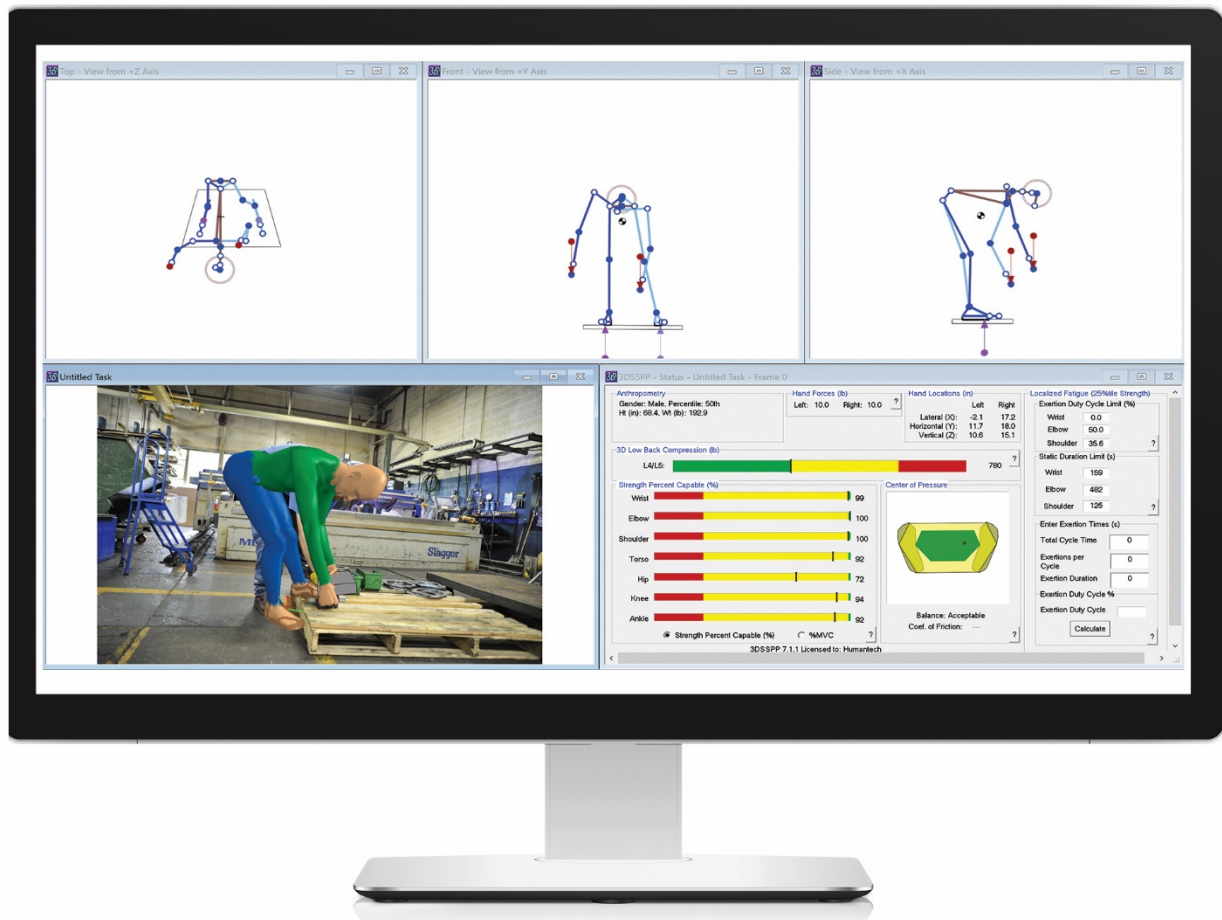 Top - View from +Z Axis
Front - View from +Y Axis
Side - View from +X Axis
Untitled Task
Slagger
3DSSPP - Status - Untitled Task - Frame 0
Anthropometry
Gender: Male, Percentile: 50th
Ht (in): 68.4, Wt (lb): 192.9
Hand Forces (lb)
Left: 10.0 Right: 10.0 ?
Hand Locations (in)
Left Right
Lateral (X): -2.1 17.2
Horizontal (Y): 11.7 18.0
Vertical (Z): 10.6 15.1
3D Low Back Compression (lb)
L4/L5: 780 ?
Strength Percent Capable (%)
Wrist 99
Elbow 100
Shoulder 100
Torso 92
Hip 72
Knee 94
Ankle 92
Strength Percent Capable (%) %MVC ?
Center of Pressure
Balance: Acceptable
Coef. of Friction: --- ?
3DSSPP 7.1.1 Licensed to: Humantech
Localized Fatigue (25%tile Strength)
Exertion Duty Cycle Limit (%)
Wrist 0.0
Elbow 50.0
Shoulder 35.6 ?
Static Duration Limit (s)
Wrist 159
Elbow 482
Shoulder 125 ?
Enter Exertion Times (s)
Total Cycle Time 0
Exertions per
Cycle 0
Exertion Duration 0
Exertion Duty Cycle %
Exertion Duty Cycle
Calculate ?